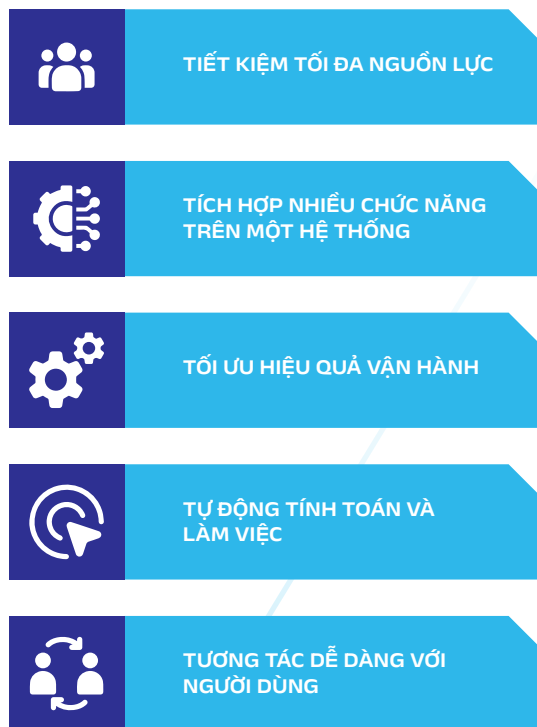 TIẾT KIỆM TỐI ĐA NGUỒN LỰC
TÍCH HỢP NHIỀU CHỨC NĂNG
TRÊN MỘT HỆ THỐNG
TỐI ƯU HIỆU QUẢ VẬN HÀNH
TỰ ĐỘNG TÍNH TOÁN VÀ
LÀM VIỆC
TƯƠNG TÁC DỄ DÀNG VỚI
NGƯỜI DÙNG